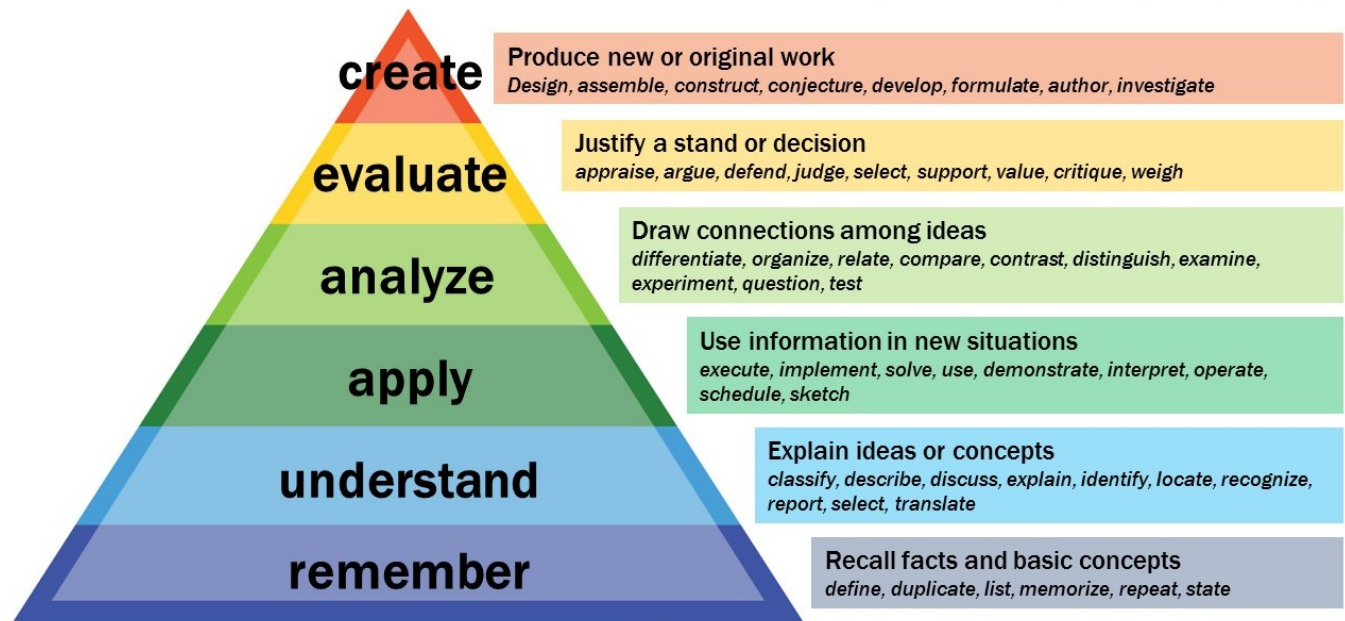 create
Produce new or original work
Design, assemble, construct, conjecture, develop, formulate, author, investigate
evaluate
Justify a stand or decision
appraise, argue, defend, judge, select, support, value, critique, weigh
analyze
Draw connections among ideas
differentiate, organize, relate, compare, contrast, distinguish, examine,
experiment, question, test
apply
Use information in new situations
execute, implement, solve, use, demonstrate, interpret, operate,
schedule, sketch
understand
Explain ideas or concepts
classify, describe, discuss, explain, identify, locate, recognize,
report, select, translate
remember
Recall facts and basic concepts
define, duplicate, list, memorize, repeat, state